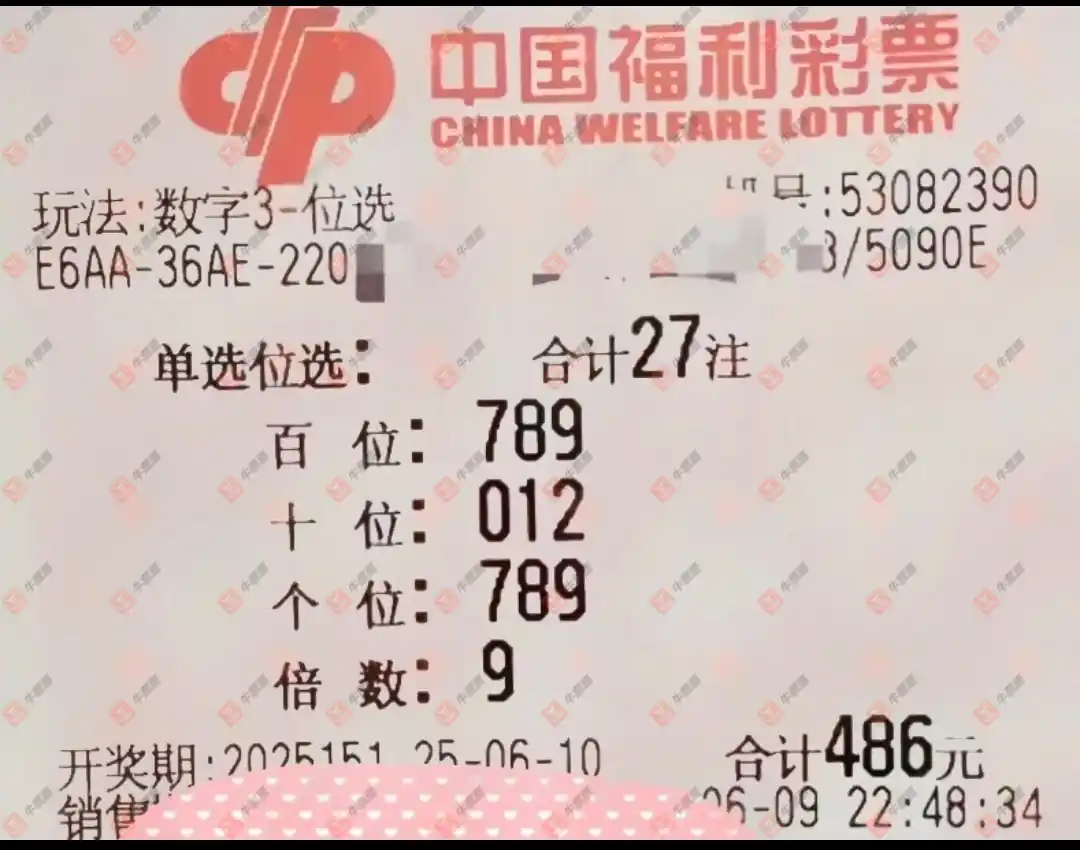 中国福利彩票
CHINA WELFARE LOTTERY
玩法:数字3-位选 号:53082390
E6AA-36AE-220 /5090E
单选位选: 合计27注
百 位: 789
十 位: 012
个 位: 789
倍 数: 9
开奖期:2025151 25-06-10 合计486元
销售 06-09 22:48:34